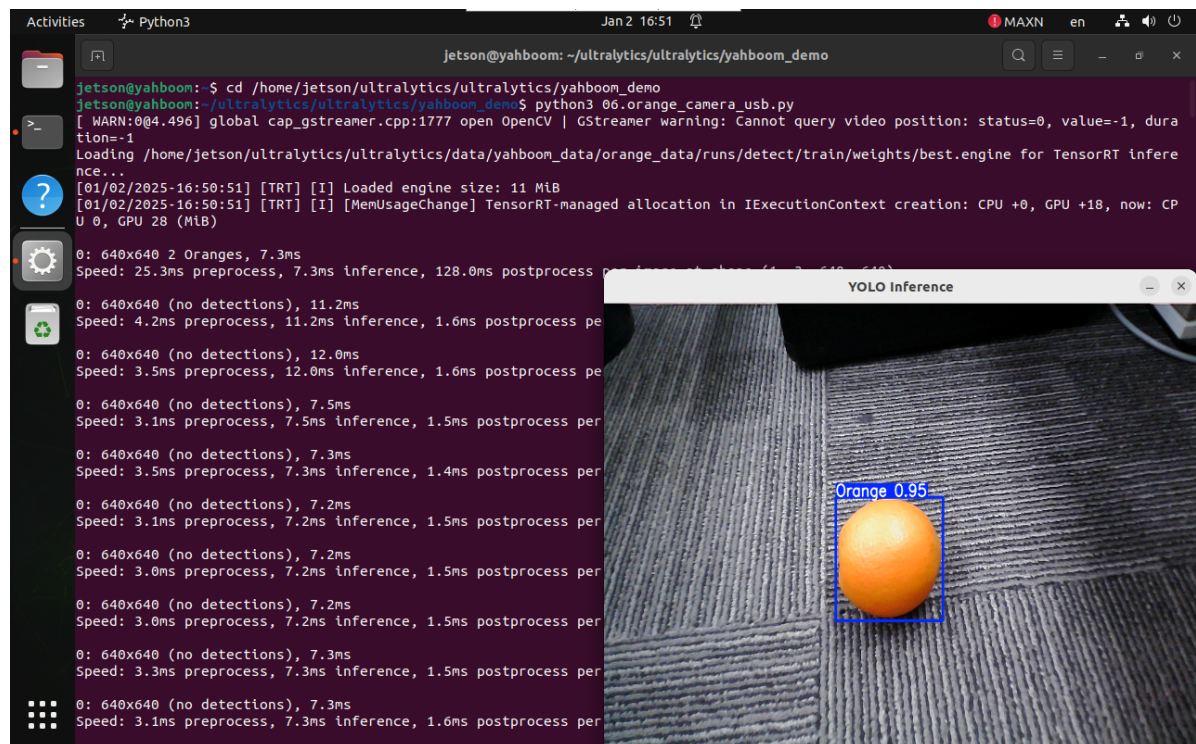 Activities
Python3
Jan 2 16:51
MAXN
en
jetson@yahboom: ~/ultralytics/ultralytics/yahboom_demo
jetson@yahboom:~$ cd /home/jetson/ultralytics/ultralytics/yahboom_demo
jetson@yahboom:~/ultralytics/ultralytics/yahboom_demo$ python3 06.orange_camera_usb.py
[ WARN:0@4.496] global cap_gstreamer.cpp:1777 open OpenCV | GStreamer warning: Cannot query video position: status=0, value=-1, dura
tion=-1
Loading /home/jetson/ultralytics/ultralytics/data/yahboom_data/orange_data/runs/detect/train/weights/best.engine for TensorRT infere
nce...
[01/02/2025-16:50:51] [TRT] [I] Loaded engine size: 11 MiB
[01/02/2025-16:50:51] [TRT] [I] [MemUsageChange] TensorRT-managed allocation in IExecutionContext creation: CPU +0, GPU +18, now: CP
U 0, GPU 28 (MiB)
0: 640x640 2 Oranges, 7.3ms
Speed: 25.3ms preprocess, 7.3ms inference, 128.0ms postprocess
0: 640x640 (no detections), 11.2ms
Speed: 4.2ms preprocess, 11.2ms inference, 1.6ms postprocess pe
0: 640x640 (no detections), 12.0ms
Speed: 3.5ms preprocess, 12.0ms inference, 1.6ms postprocess pe
0: 640x640 (no detections), 7.5ms
Speed: 3.1ms preprocess, 7.5ms inference, 1.5ms postprocess per
0: 640x640 (no detections), 7.3ms
Speed: 3.5ms preprocess, 7.3ms inference, 1.4ms postprocess per
0: 640x640 (no detections), 7.2ms
Speed: 3.1ms preprocess, 7.2ms inference, 1.5ms postprocess per
0: 640x640 (no detections), 7.2ms
Speed: 3.0ms preprocess, 7.2ms inference, 1.5ms postprocess per
0: 640x640 (no detections), 7.2ms
Speed: 3.0ms preprocess, 7.2ms inference, 1.5ms postprocess per
0: 640x640 (no detections), 7.3ms
Speed: 3.3ms preprocess, 7.3ms inference, 1.5ms postprocess per
0: 640x640 (no detections), 7.3ms
Speed: 3.1ms preprocess, 7.3ms inference, 1.6ms postprocess per
YOLO Inference
Orange 0.95